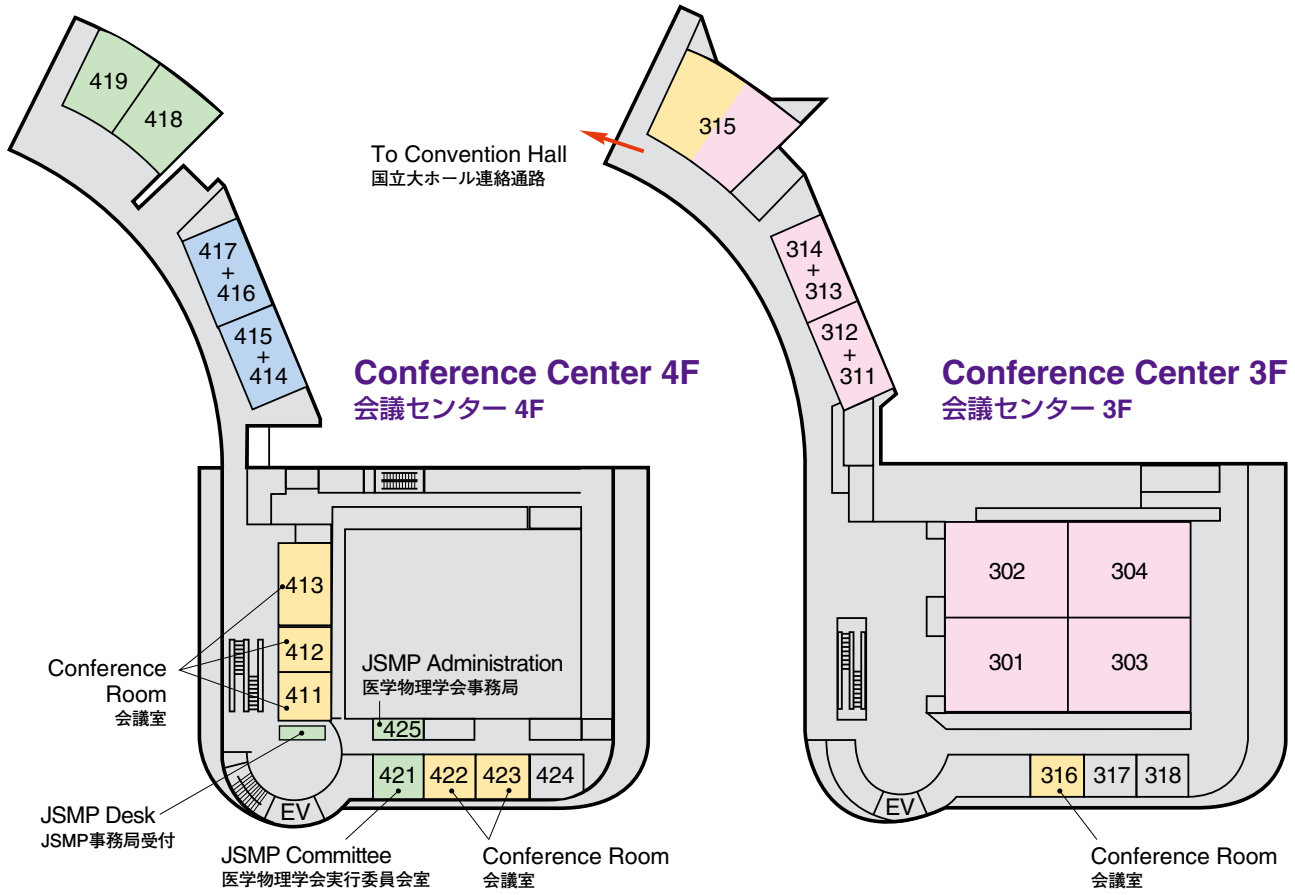 419
418
417
+
416
415
+
414
Conference Center 4F
会議センター 4F
413
412
411
Conference
Room
会議室
JSMP Administration
医学物理学会事務局
425
421
422
423
424
EV
JSMP Desk
JSMP事務局受付
JSMP Committee
医学物理学会実行委員会室
Conference Room
会議室
To Convention Hall
国立大ホール連絡通路
315
314
+
313
312
+
311
Conference Center 3F
会議センター 3F
302
304
301
303
316
317
318
EV
Conference Room
会議室